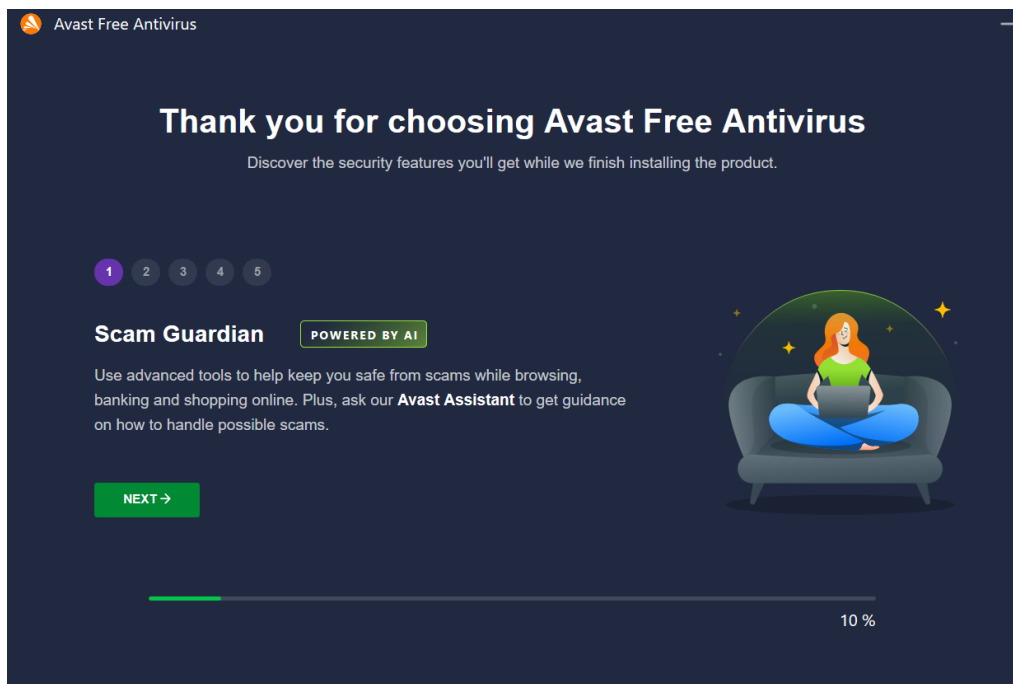 Avast Free Antivirus
Thank you for choosing Avast Free Antivirus
Discover the security features you'll get while we finish installing the product.
1 2 3 4 5
Scam Guardian POWERED BY AI
Use advanced tools to help keep you safe from scams while browsing,
banking and shopping online. Plus, ask our Avast Assistant to get guidance
on how to handle possible scams.
NEXT→
10 %